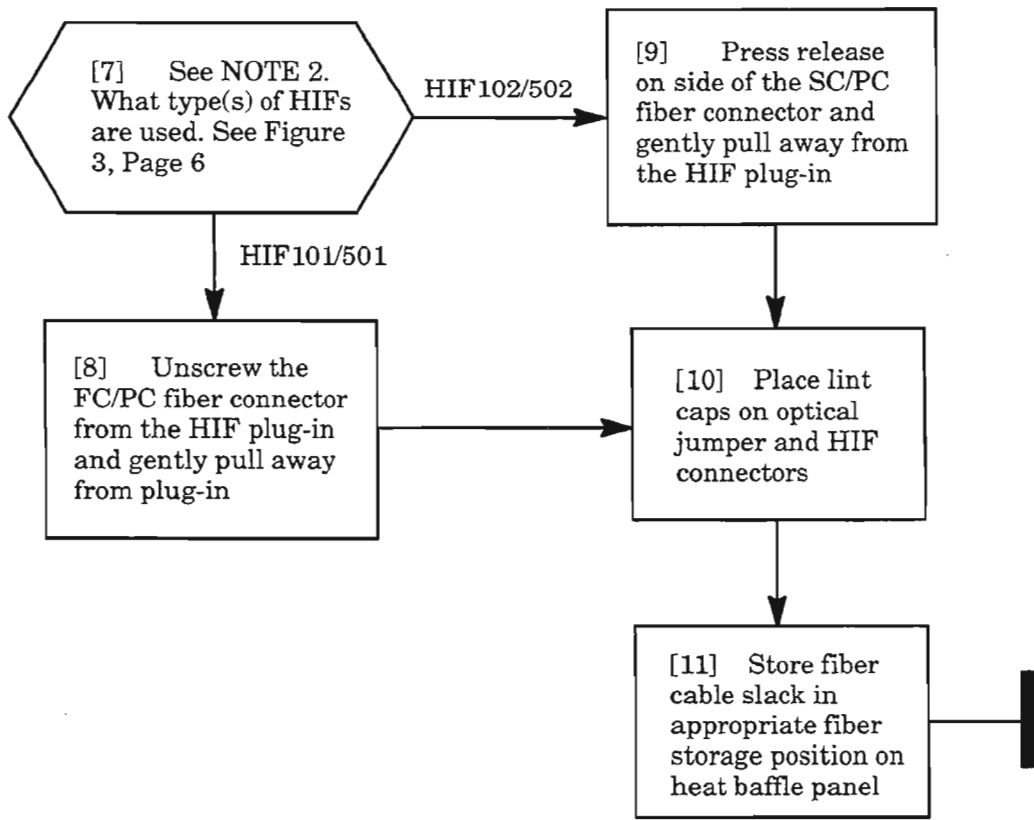 [7] See NOTE 2.
What type(s) of HIFs
are used. See Figure
3, Page 6
HIF102/502
[9] Press release
on side of the SC/PC
fiber connector and
gently pull away from
the HIF plug-in
HIF101/501
[8] Unscrew the
FC/PC fiber connector
from the HIF plug-in
and gently pull away
from plug-in
[10] Place lint
caps on optical
jumper and HIF
connectors
[11] Store fiber
cable slack in
appropriate fiber
storage position on
heat baffle panel